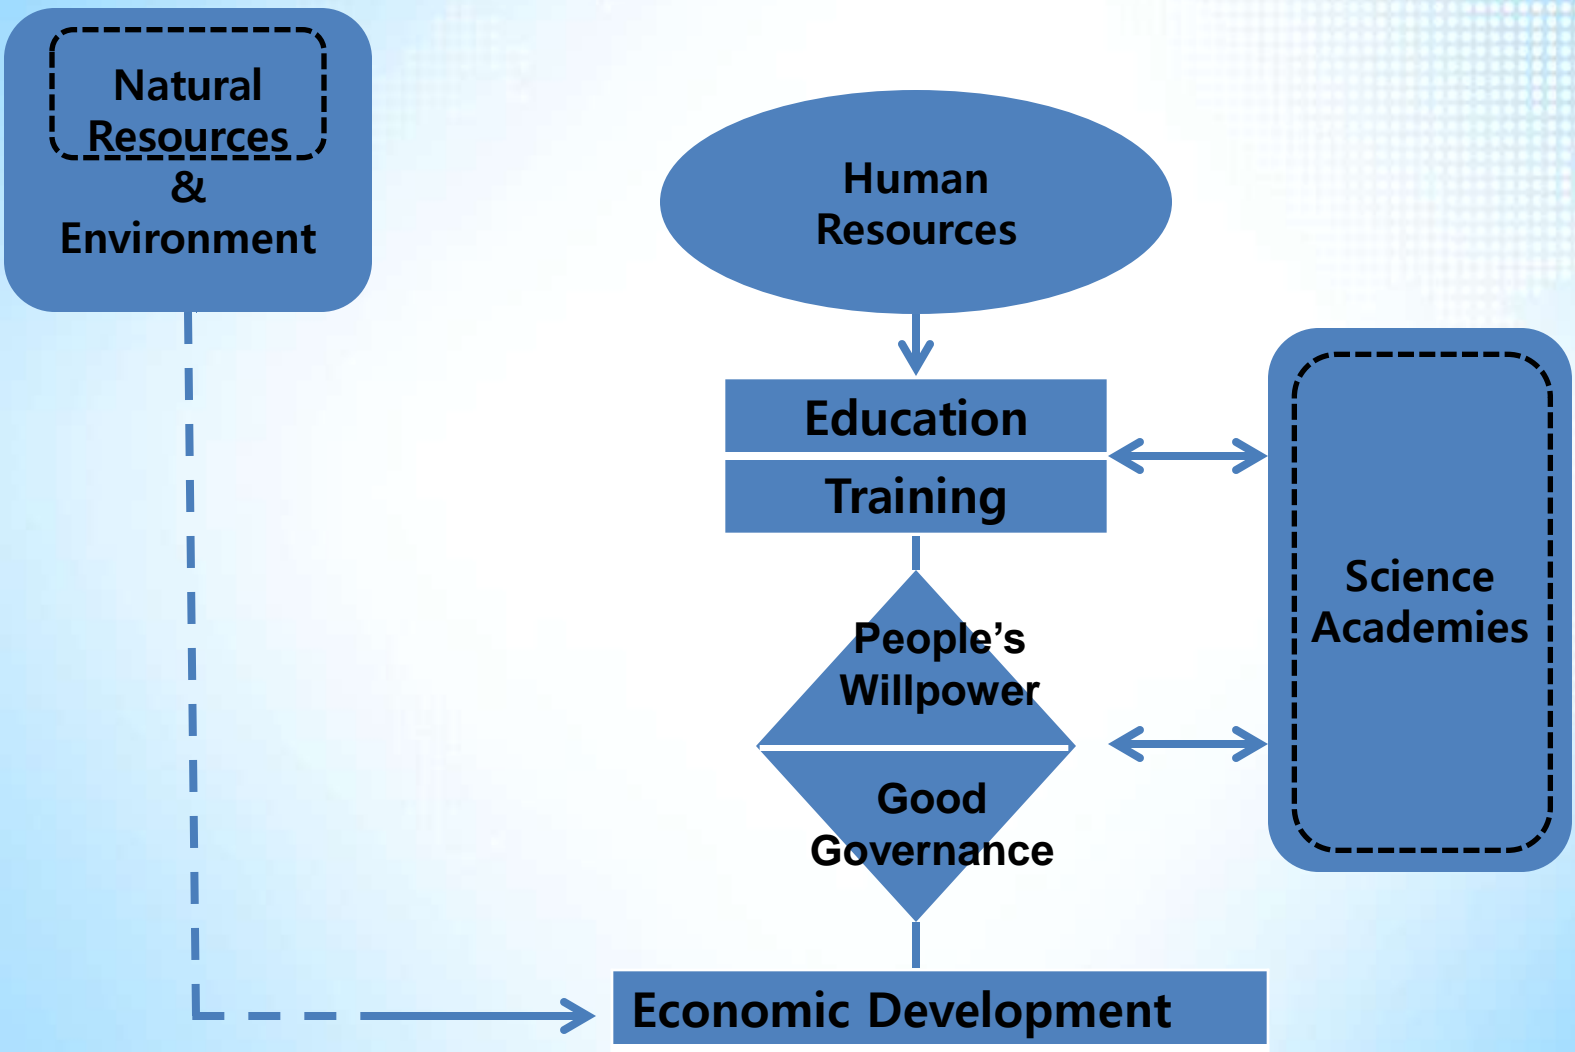 Natural
Resources
&
Environment
Human
Resources
Education
Training
People’s
Willpower
Good
Governance
Science
Academies
Economic Development